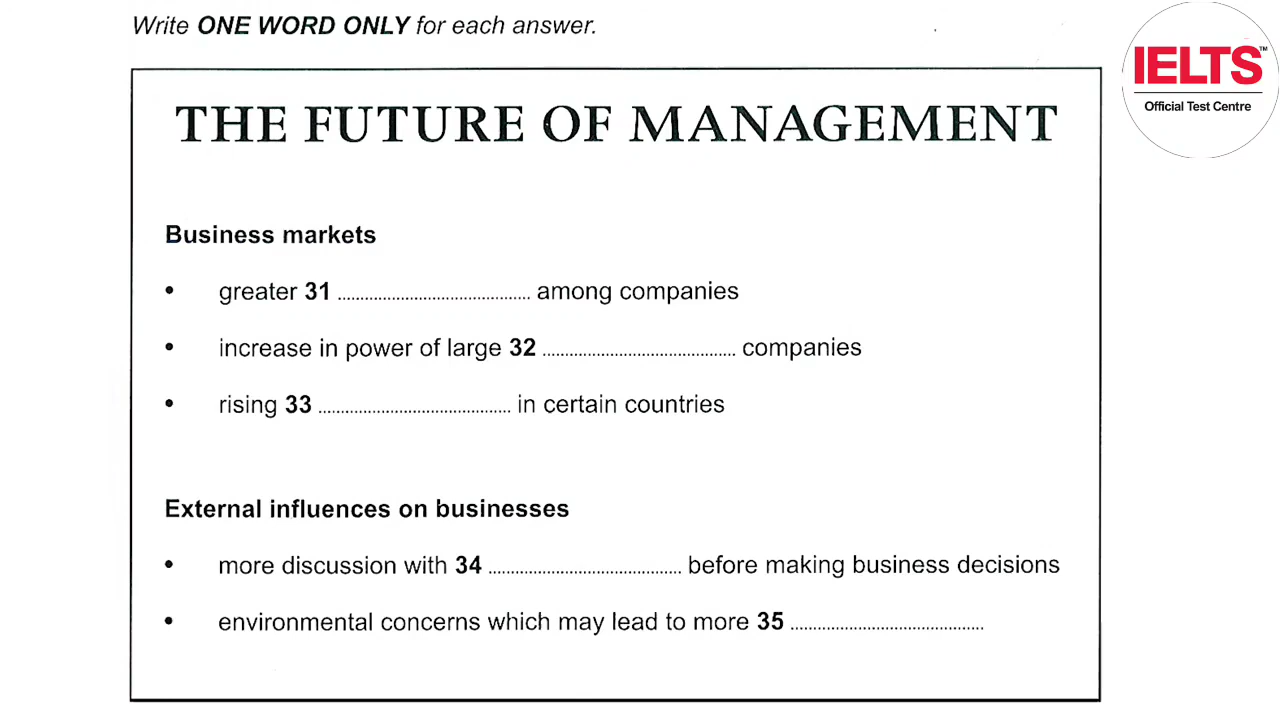 Write ONE WORD ONLY for each answer.
IELTS™
Official Test Centre
THE FUTURE OF MANAGEMENT
Business markets
• greater 31 ........................................... among companies
• increase in power of large 32 ........................................... companies
• rising 33 ........................................... in certain countries
External influences on businesses
• more discussion with 34 ........................................... before making business decisions
• environmental concerns which may lead to more 35 ...........................................